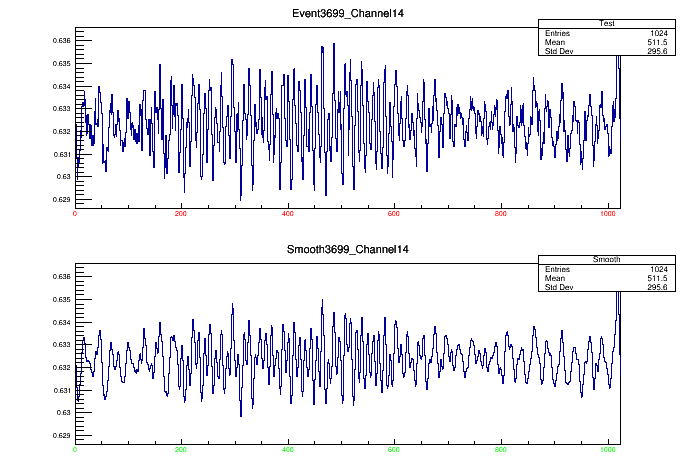 Event3699_Channel14
Test
Entries 1024
Mean 511.5
Std Dev 295.6
0.636
0.635
0.634
0.633
0.632
0.631
0.63
0.629
0 200 400 600 800 1000
Smooth3699_Channel14
Smooth
Entries 1024
Mean 511.5
Std Dev 295.6
0.636
0.635
0.634
0.633
0.632
0.631
0.63
0.629
0 200 400 600 800 1000